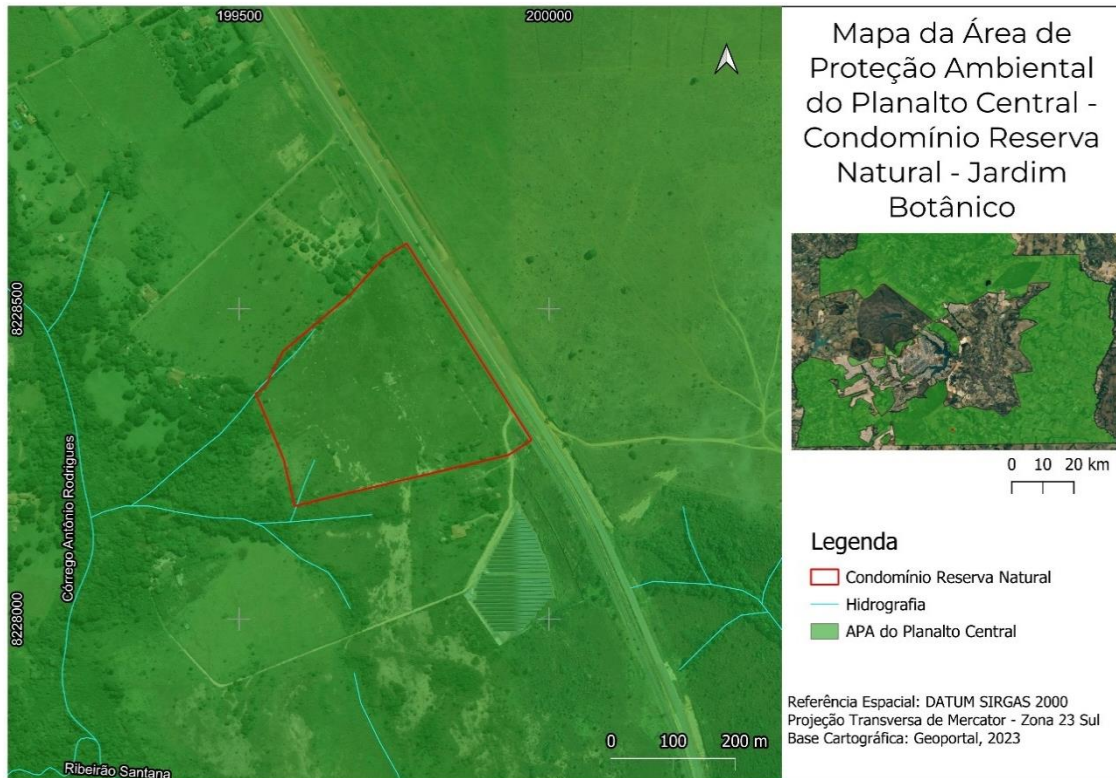 199500
200000
8228500
8228000
Córrego Antônio Rodrigues
Ribeirão Santana
0 100 200 m
Mapa da Área de
Proteção Ambiental
do Planalto Central -
Condomínio Reserva
Natural - Jardim
Botânico
0 10 20 km
Legenda
Condomínio Reserva Natural
Hidrografia
APA do Planalto Central
Referência Espacial: DATUM SIRGAS 2000
Projeção Transversa de Mercator - Zona 23 Sul
Base Cartográfica: Geoportal, 2023